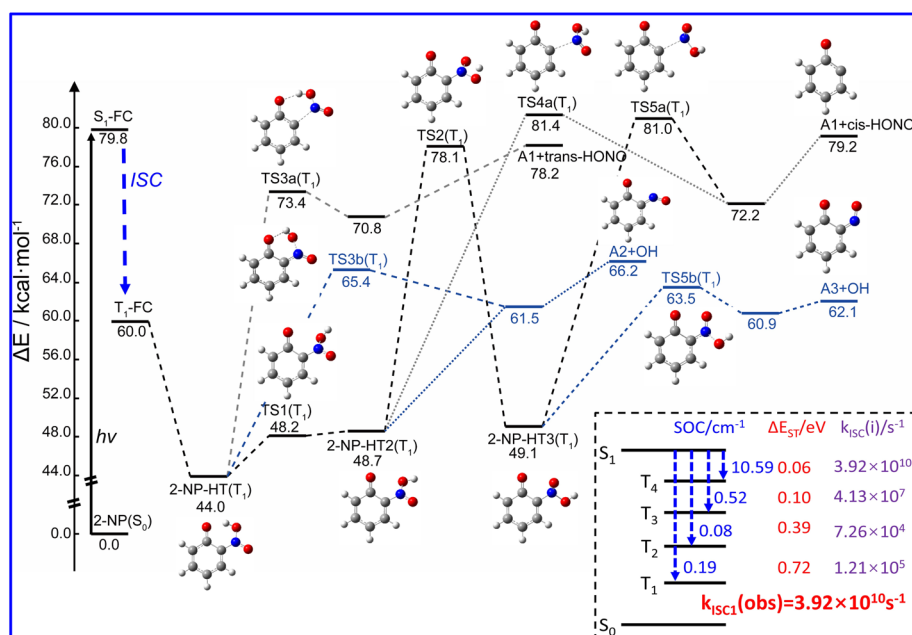 ΔE / kcal·mol⁻¹
80.0
76.0
72.0
68.0
64.0
60.0
56.0
52.0
48.0
44.0
0.0
S₁-FC
79.8
ISC
T₁-FC
60.0
hν
2-NP(S₀)
0.0
2-NP-HT(T₁)
44.0
TS3a(T₁)
73.4
70.8
TS3b(T₁)
65.4
TS1(T₁)
48.2
2-NP-HT2(T₁)
48.7
TS2(T₁)
78.1
TS4a(T₁)
81.4
A1+trans-HONO
78.2
A2+OH
66.2
61.5
2-NP-HT3(T₁)
49.1
TS5a(T₁)
81.0
72.2
A1+cis-HONO
79.2
TS5b(T₁)
63.5
60.9
A3+OH
62.1
SOC/cm⁻¹ ΔE_ST/eV k_ISC(i)/s⁻¹
S₁
10.59 0.06 3.92×10¹⁰
T₄
0.52 0.10 4.13×10⁷
T₃
0.08 0.39 7.26×10⁴
T₂
0.19 0.72 1.21×10⁵
T₁
k_ISC1(obs)=3.92×10¹⁰s⁻¹
S₀